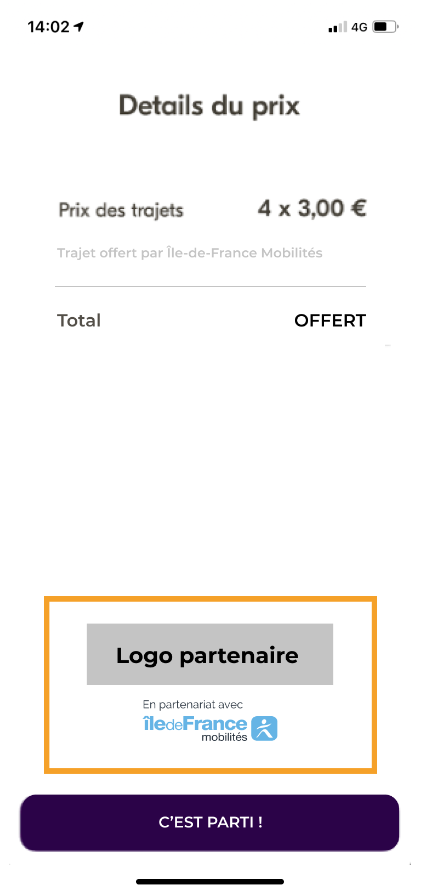 14:02 4G
Details du prix
Prix des trajets 4 x 3,00 €
Trajet offert par Île-de-France Mobilités
Total OFFERT
Logo partenaire
En partenariat avec
îledeFrance
mobilités
C'EST PARTI !